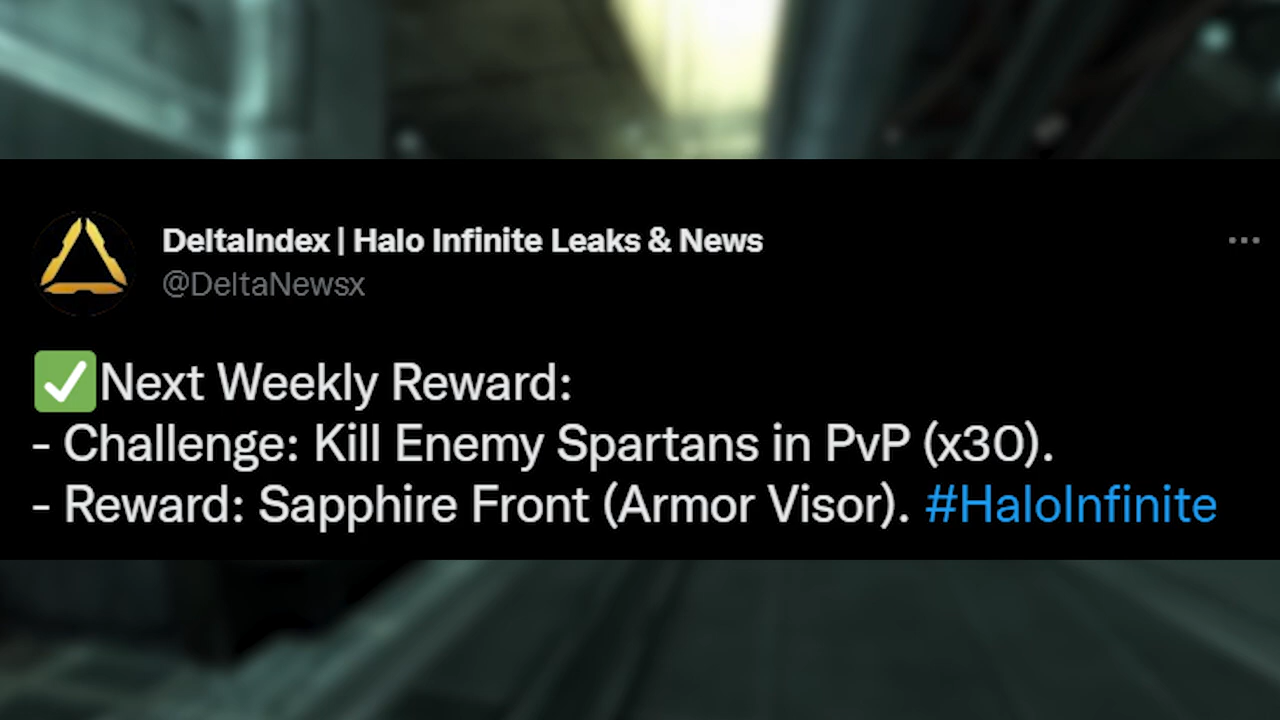 DeltaIndex | Halo Infinite Leaks & News
@DeltaNewsx
✅Next Weekly Reward:
- Challenge: Kill Enemy Spartans in PvP (x30).
- Reward: Sapphire Front (Armor Visor). #HaloInfinite